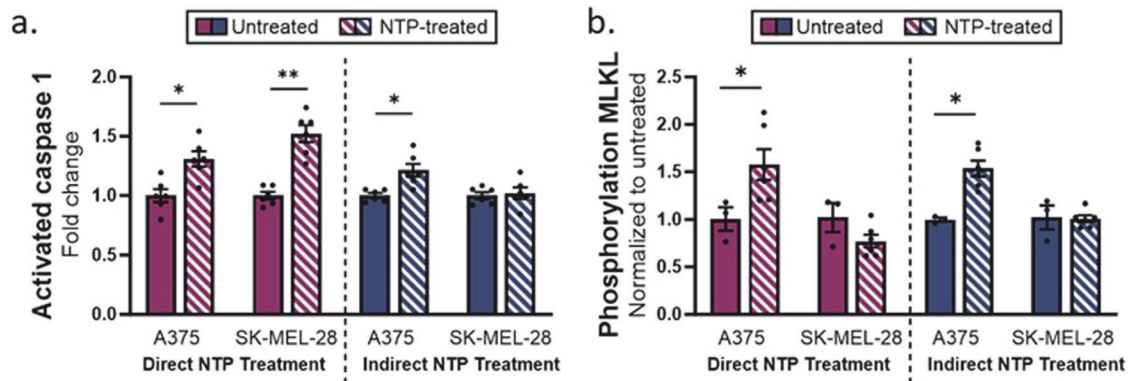 a.
Untreated NTP-treated
Activated caspase 1
Fold change
2.0
1.5
1.0
0.5
0.0
* ** *
A375 SK-MEL-28 A375 SK-MEL-28
Direct NTP Treatment Indirect NTP Treatment
b.
Untreated NTP-treated
Phosphorylation MLKL
Normalized to untreated
2.5
2.0
1.5
1.0
0.5
0.0
* *
A375 SK-MEL-28 A375 SK-MEL-28
Direct NTP Treatment Indirect NTP Treatment